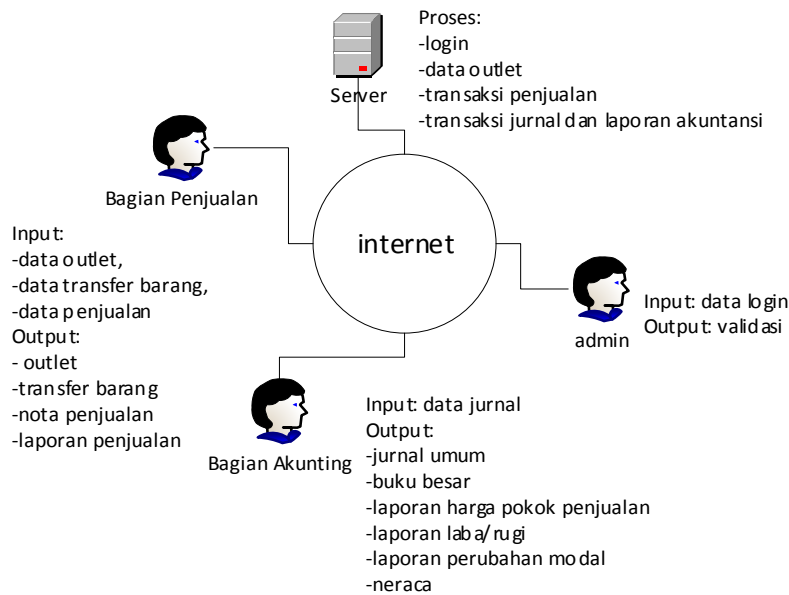 Proses:
-login
-data outlet
-transaksi penjualan
-transaksi jurnal dan laporan akuntansi
Server
Bagian Penjualan
Input:
-data outlet,
-data transfer barang,
-data penjualan
Output:
- outlet
-transfer barang
-nota penjualan
-laporan penjualan
internet
admin
Input: data login
Output: validasi
Bagian Akunting
Input: data jurnal
Output:
-jurnal umum
-buku besar
-laporan harga pokok penjualan
-laporan laba/rugi
-laporan perubahan modal
-neraca